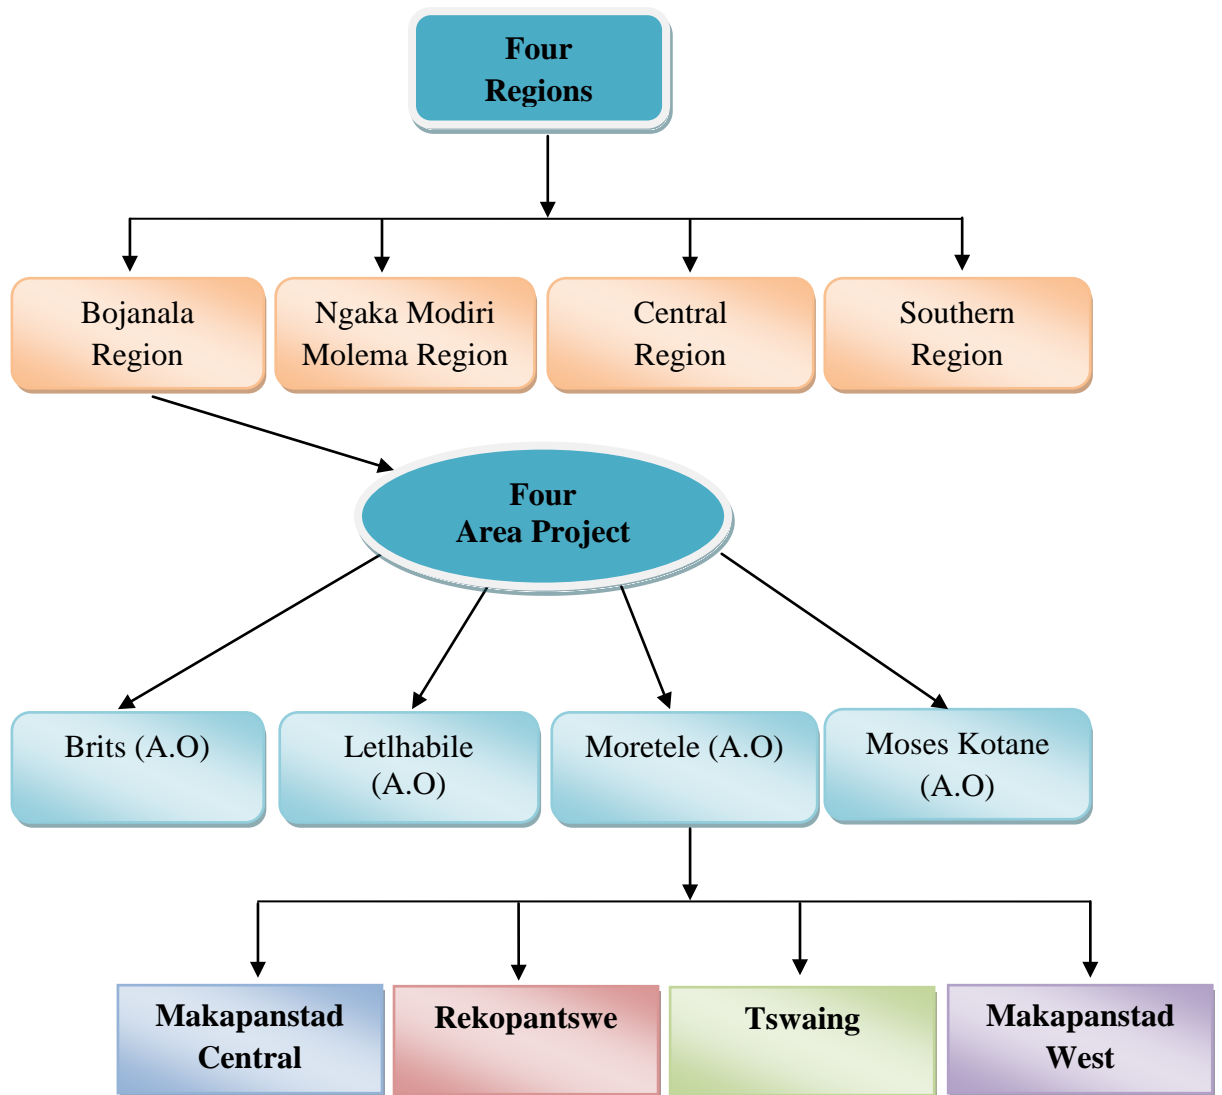 Four
Regions
Bojanala
Region
Ngaka Modiri
Molema Region
Central
Region
Southern
Region
Four
Area Project
Brits (A.O)
Letlhabile
(A.O)
Moretele (A.O)
Moses Kotane
(A.O)
Makapanstad
Central
Rekopantswe
Tswaing
Makapanstad
West